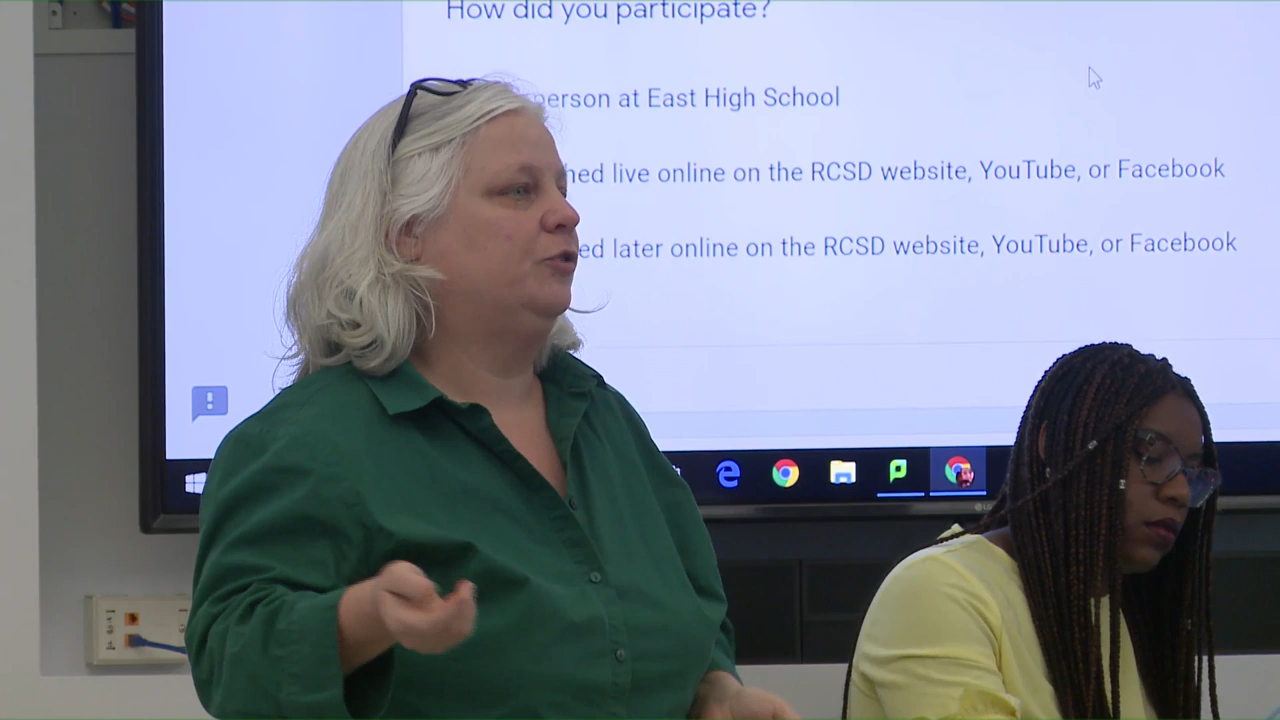 How did you participate?
person at East High School
hed live online on the RCSD website, YouTube, or Facebook
ed later online on the RCSD website, YouTube, or Facebook